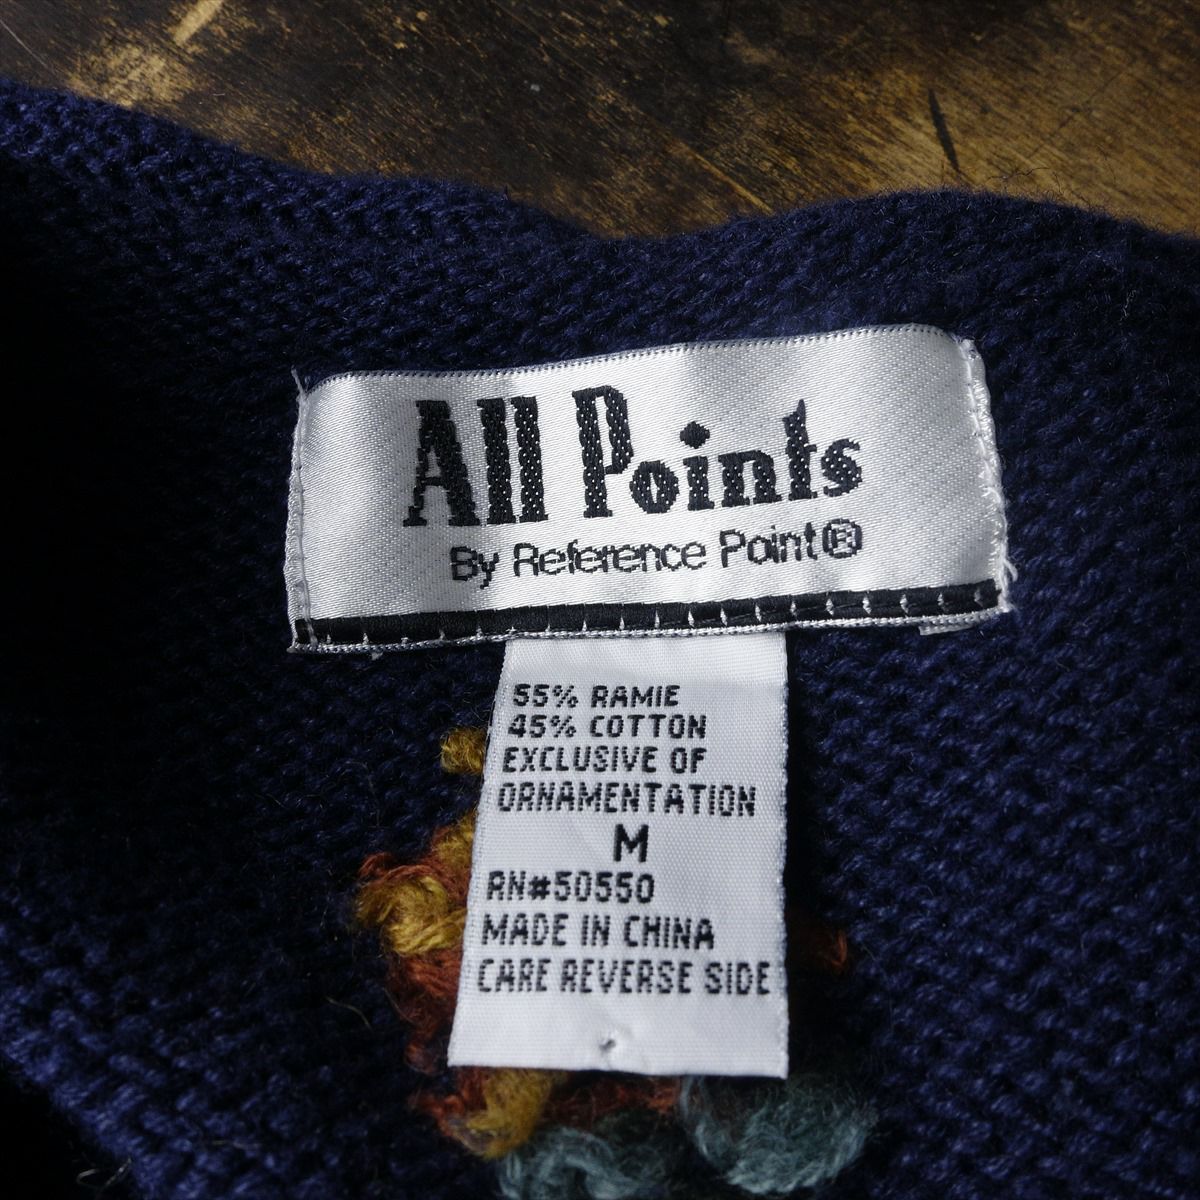 All Points
By Reference Point®
55% RAMIE
45% COTTON
EXCLUSIVE OF
ORNAMENTATION
M
RN#50550
MADE IN CHINA
CARE REVERSE SIDE